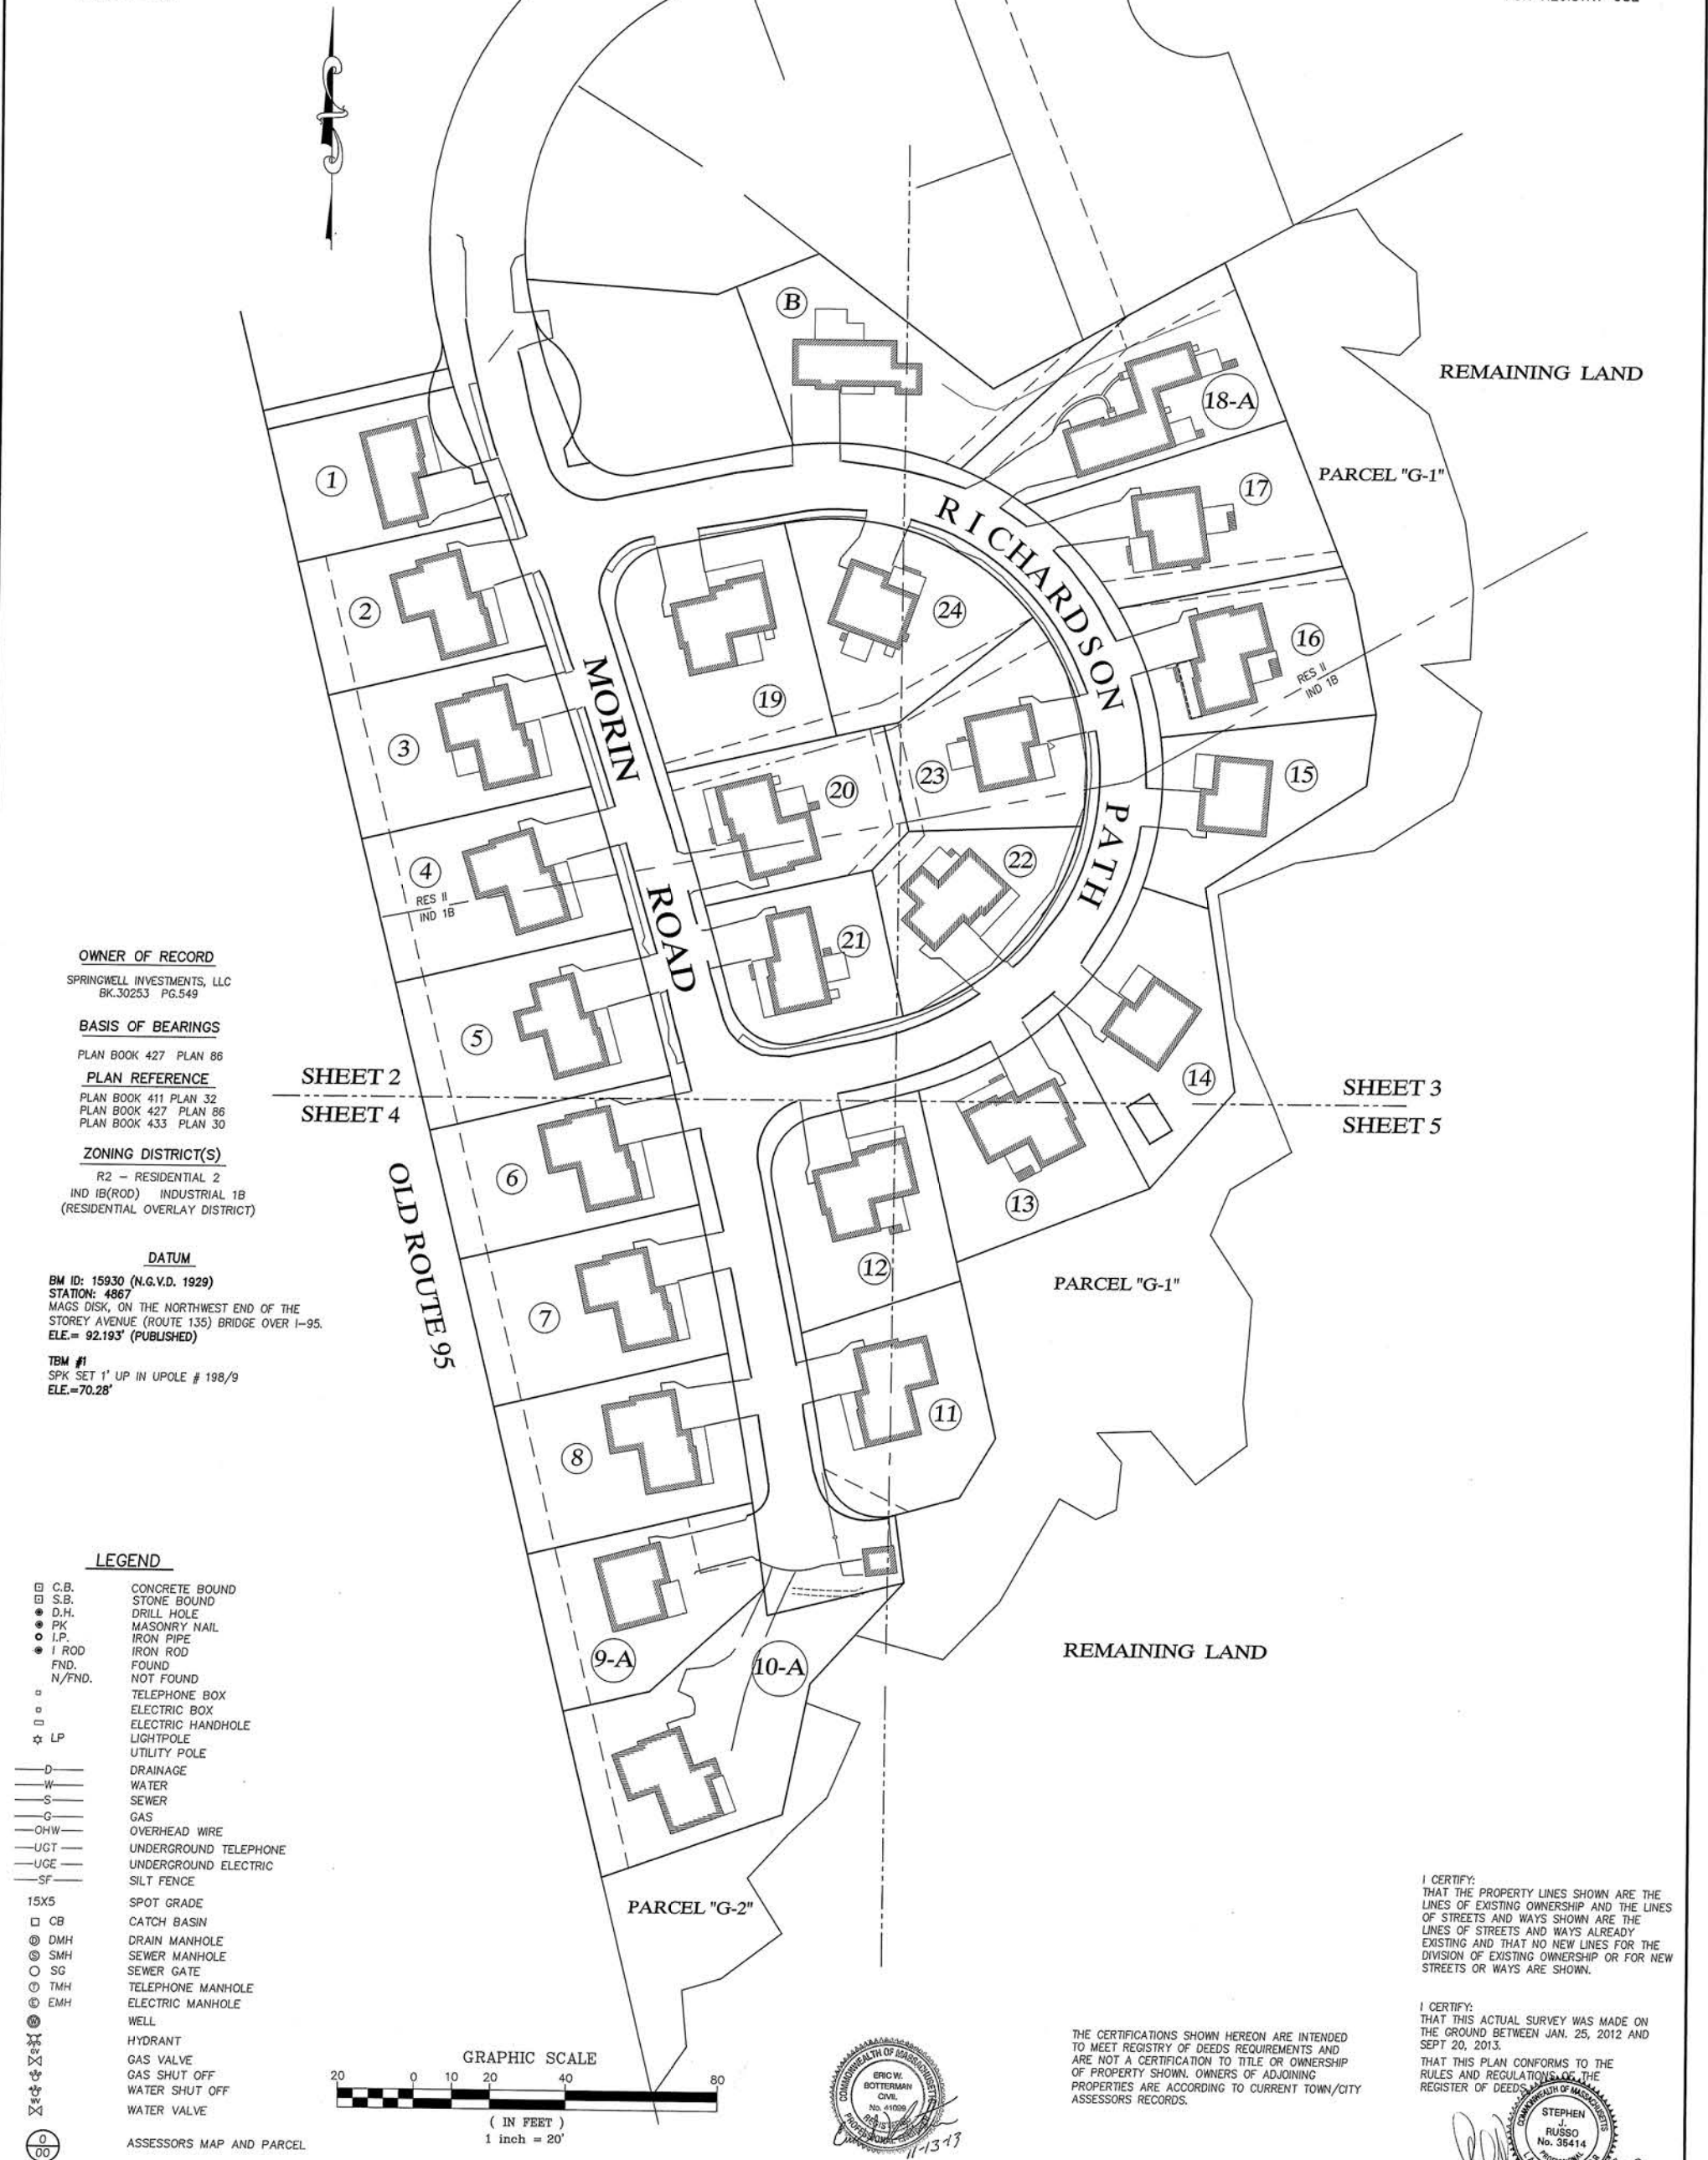 B
REMAINING LAND
18-A
1
PARCEL "G-1"
17
RICHARDSON
PATH
2
24
16
RES II
IND 1B
MORIN
ROAD
19
3
23
15
20
4
RES II
IND 1B
22
21
OWNER OF RECORD
SPRINGWELL INVESTMENTS, LLC
BK.30253 PG.549
BASIS OF BEARINGS
PLAN BOOK 427 PLAN 86
PLAN REFERENCE
PLAN BOOK 411 PLAN 32
PLAN BOOK 427 PLAN 86
PLAN BOOK 433 PLAN 30
ZONING DISTRICT(S)
R2 – RESIDENTIAL 2
IND IB(ROD) INDUSTRIAL 1B
(RESIDENTIAL OVERLAY DISTRICT)
DATUM
BM ID: 15930 (N.G.V.D. 1929)
STATION: 4867
MAGS DISK, ON THE NORTHWEST END OF THE
STOREY AVENUE (ROUTE 135) BRIDGE OVER I-95.
ELE.= 92.193' (PUBLISHED)
TBM #1
SPK SET 1' UP IN UPOLE # 198/9
ELE.=70.28'
5
SHEET 2
SHEET 4
14
SHEET 3
SHEET 5
OLD ROUTE 95
6
13
12
PARCEL "G-1"
7
11
8
9-A
10-A
REMAINING LAND
PARCEL "G-2"
LEGEND
C.B. CONCRETE BOUND
S.B. STONE BOUND
D.H. DRILL HOLE
PK MASONRY NAIL
I.P. IRON PIPE
I ROD IRON ROD
FND. FOUND
N/FND. NOT FOUND
TELEPHONE BOX
ELECTRIC BOX
ELECTRIC HANDHOLE
LP LIGHTPOLE
UTILITY POLE
D DRAINAGE
W WATER
S SEWER
G GAS
OHW OVERHEAD WIRE
UGT UNDERGROUND TELEPHONE
UGE UNDERGROUND ELECTRIC
SF SILT FENCE
15X5 SPOT GRADE
CB CATCH BASIN
D DMH DRAIN MANHOLE
S SMH SEWER MANHOLE
SG SEWER GATE
T TMH TELEPHONE MANHOLE
E EMH ELECTRIC MANHOLE
W WELL
HYDRANT
GV GAS VALVE
GAS SHUT OFF
WATER SHUT OFF
WV WATER VALVE
0
00 ASSESSORS MAP AND PARCEL
GRAPHIC SCALE
20 0 10 20 40 80
( IN FEET )
1 inch = 20'
COMMONWEALTH OF MASSACHUSETTS
ERIC W.
BOTTERMAN
CIVIL
No. 41099
REGISTERED
PROFESSIONAL ENGINEER
11-13-13
THE CERTIFICATIONS SHOWN HEREON ARE INTENDED
TO MEET REGISTRY OF DEEDS REQUIREMENTS AND
ARE NOT A CERTIFICATION TO TITLE OR OWNERSHIP
OF PROPERTY SHOWN. OWNERS OF ADJOINING
PROPERTIES ARE ACCORDING TO CURRENT TOWN/CITY
ASSESSORS RECORDS.
I CERTIFY:
THAT THE PROPERTY LINES SHOWN ARE THE
LINES OF EXISTING OWNERSHIP AND THE LINES
OF STREETS AND WAYS SHOWN ARE THE
LINES OF STREETS AND WAYS ALREADY
EXISTING AND THAT NO NEW LINES FOR THE
DIVISION OF EXISTING OWNERSHIP OR FOR NEW
STREETS OR WAYS ARE SHOWN.
I CERTIFY:
THAT THIS ACTUAL SURVEY WAS MADE ON
THE GROUND BETWEEN JAN. 25, 2012 AND
SEPT 20, 2013.
THAT THIS PLAN CONFORMS TO THE
RULES AND REGULATIONS OF THE
REGISTER OF DEEDS
COMMONWEALTH OF MASSACHUSETTS
STEPHEN
J.
RUSSO
No. 35414